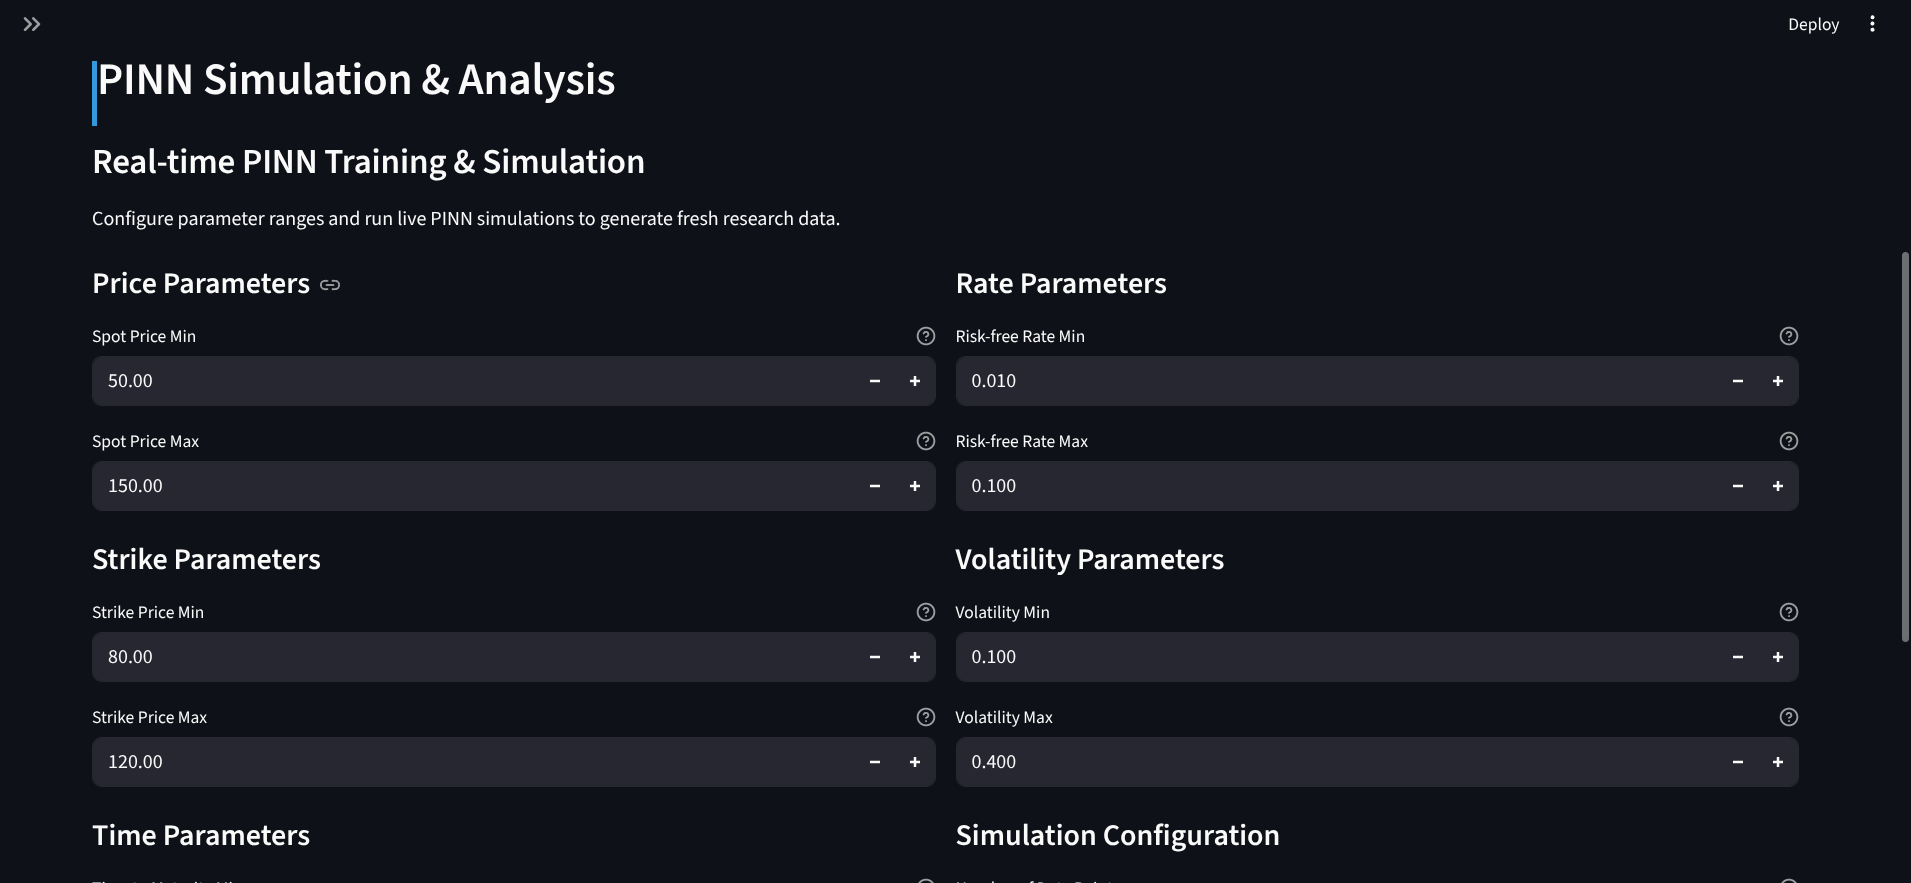 Deploy
PINN Simulation & Analysis
Real-time PINN Training & Simulation
Configure parameter ranges and run live PINN simulations to generate fresh research data.
Price Parameters
Spot Price Min
50.00
Spot Price Max
150.00
Rate Parameters
Risk-free Rate Min
0.010
Risk-free Rate Max
0.100
Strike Parameters
Strike Price Min
80.00
Strike Price Max
120.00
Volatility Parameters
Volatility Min
0.100
Volatility Max
0.400
Time Parameters
Simulation Configuration